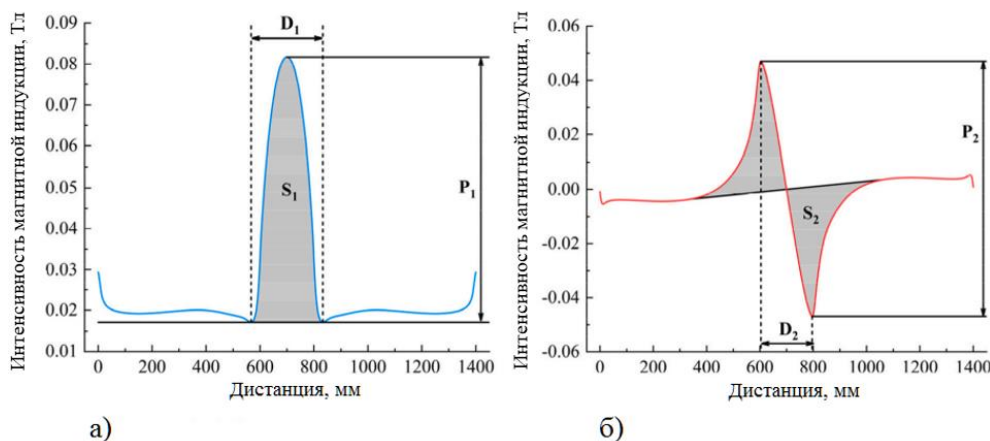 Интенсивность магнитной индукции, Тл
0.09
0.08
0.07
0.06
0.05
0.04
0.03
0.02
0.01
D₁
S₁
P₁
0 200 400 600 800 1000 1200 1400
Дистанция, мм
а)
Интенсивность магнитной индукции, Тл
0.06
0.04
0.02
0.00
-0.02
-0.04
-0.06
P₂
S₂
D₂
0 200 400 600 800 1000 1200 1400
Дистанция, мм
б)